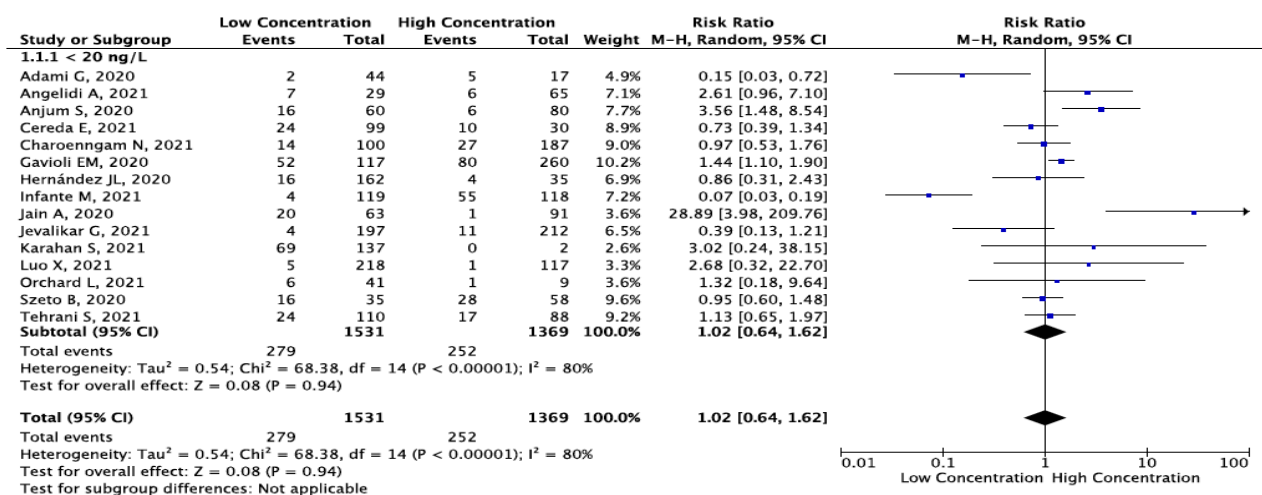 Low Concentration High Concentration Risk Ratio Risk Ratio
Study or Subgroup Events Total Events Total Weight M-H, Random, 95% CI M-H, Random, 95% CI
1.1.1 < 20 ng/L
Adami G, 2020 2 44 5 17 4.9% 0.15 [0.03, 0.72]
Angelidi A, 2021 7 29 6 65 7.1% 2.61 [0.96, 7.10]
Anjum S, 2020 16 60 6 80 7.7% 3.56 [1.48, 8.54]
Cereda E, 2021 24 99 10 30 8.9% 0.73 [0.39, 1.34]
Charoenngam N, 2021 14 100 27 187 9.0% 0.97 [0.53, 1.76]
Gavioli EM, 2020 52 117 80 260 10.2% 1.44 [1.10, 1.90]
Hernández JL, 2020 16 162 4 35 6.9% 0.86 [0.31, 2.43]
Infante M, 2021 4 119 55 118 7.2% 0.07 [0.03, 0.19]
Jain A, 2020 20 63 1 91 3.6% 28.89 [3.98, 209.76]
Jevalikar G, 2021 4 197 11 212 6.5% 0.39 [0.13, 1.21]
Karahan S, 2021 69 137 0 2 2.6% 3.02 [0.24, 38.15]
Luo X, 2021 5 218 1 117 3.3% 2.68 [0.32, 22.70]
Orchard L, 2021 6 41 1 9 3.6% 1.32 [0.18, 9.64]
Szeto B, 2020 16 35 28 58 9.6% 0.95 [0.60, 1.48]
Tehrani S, 2021 24 110 17 88 9.2% 1.13 [0.65, 1.97]
Subtotal (95% CI) 1531 1369 100.0% 1.02 [0.64, 1.62]
Total events 279 252
Heterogeneity: Tau² = 0.54; Chi² = 68.38, df = 14 (P < 0.00001); I² = 80%
Test for overall effect: Z = 0.08 (P = 0.94)
Total (95% CI) 1531 1369 100.0% 1.02 [0.64, 1.62]
Total events 279 252
Heterogeneity: Tau² = 0.54; Chi² = 68.38, df = 14 (P < 0.00001); I² = 80%
Test for overall effect: Z = 0.08 (P = 0.94)
Test for subgroup differences: Not applicable
0.01 0.1 1 10 100
Low Concentration High Concentration